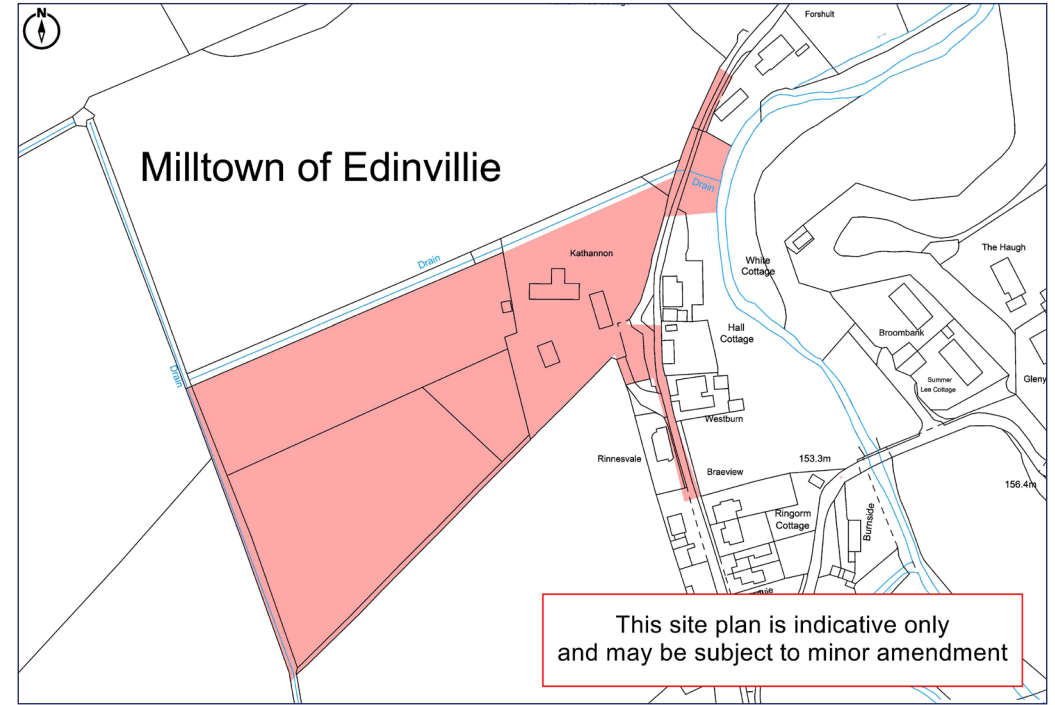 N
Forshult
Milltown of Edinvillie
Drain
Kathannon
Drain
White
Cottage
The Haugh
Hall
Cottage
Broombank
Drain
Summer
Lee Cottage
Gleny
Westburn
Rinnesvale
Braeview
153.3m
156.4m
Ringorm
Cottage
Burnside
This site plan is indicative only
and may be subject to minor amendment